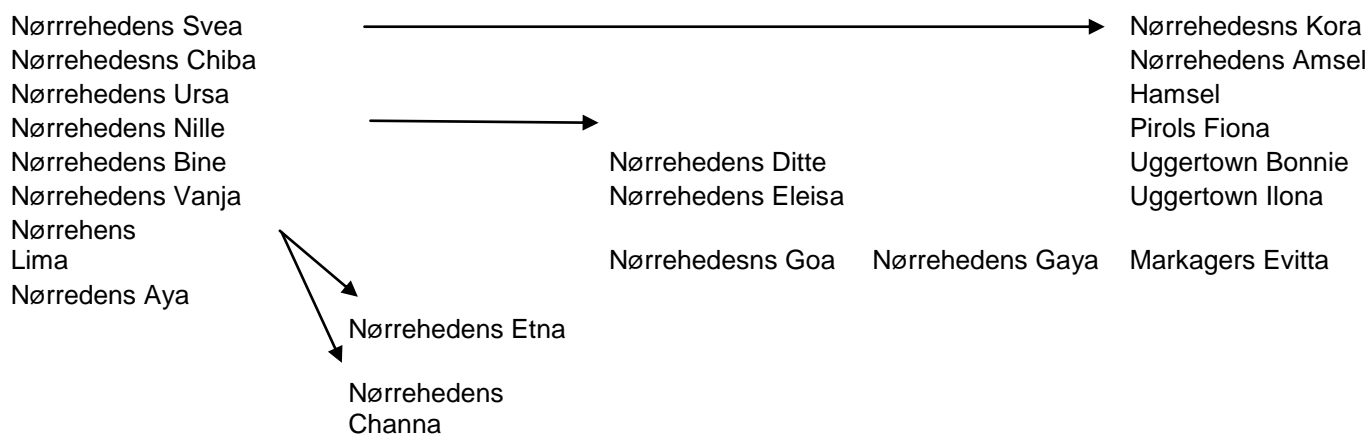 Nørrrehedens Svea Nørrehedesns Kora
Nørrehedesns Chiba Nørrehedens Amsel
Nørrehedens Ursa Hamsel
Nørrehedens Nille Pirols Fiona
Nørrehedens Bine Nørrehedens Ditte Uggertown Bonnie
Nørrehedens Vanja Nørrehedens Eleisa Uggertown Ilona
Nørrehens
Lima Nørrehedesns Goa Nørrehedens Gaya Markagers Evitta
Nørredens Aya
Nørrehedens Etna
Nørrehedens
Channa